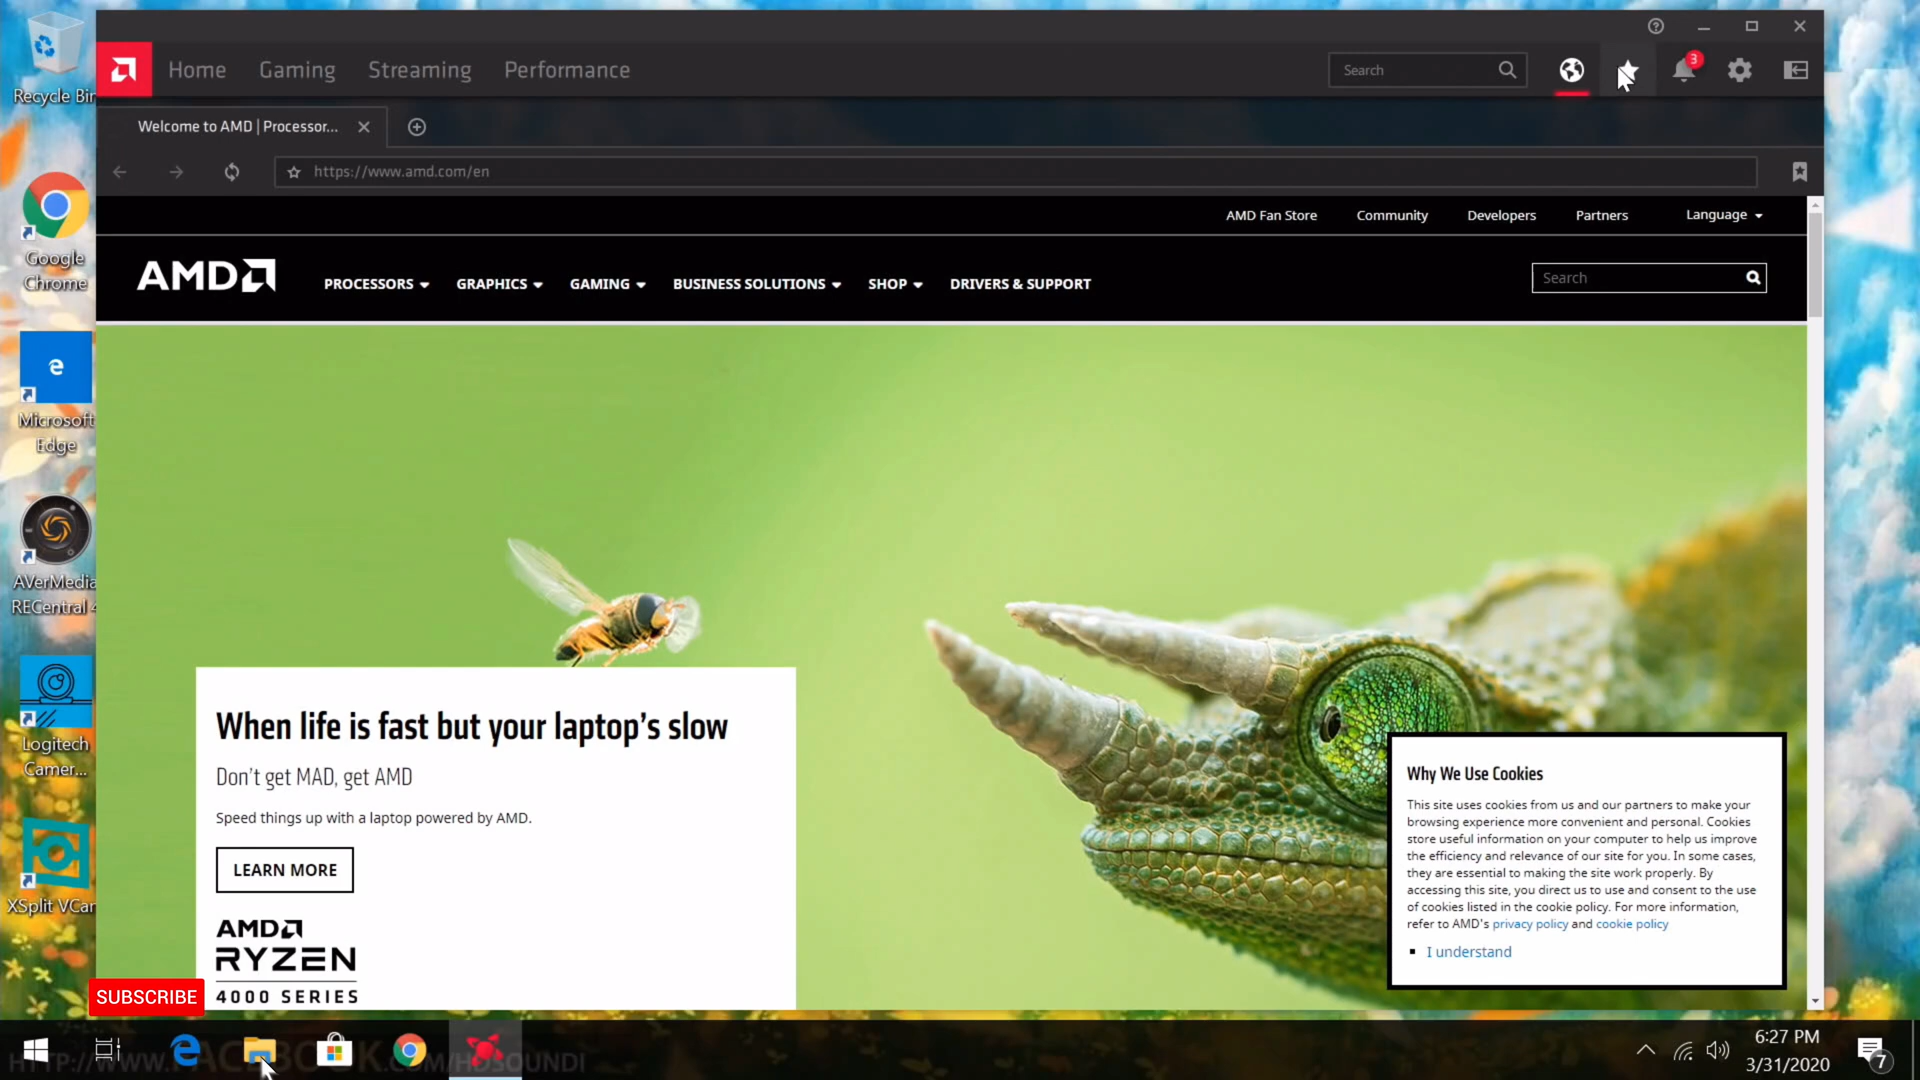 Recycle Bin
Google
Chrome
Microsoft
Edge
AVerMedia
RECentral 4
Logitech
Camer...
XSplit VCar
Home
Gaming
Streaming
Performance
Search
3
Welcome to AMD | Processor...
https://www.amd.com/en
AMD Fan Store
Community
Developers
Partners
Language
AMD
PROCESSORS
GRAPHICS
GAMING
BUSINESS SOLUTIONS
SHOP
DRIVERS & SUPPORT
Search
When life is fast but your laptop's slow
Don't get MAD, get AMD
Speed things up with a laptop powered by AMD.
LEARN MORE
AMD
RYZEN
4000 SERIES
Why We Use Cookies
This site uses cookies from us and our partners to make your
browsing experience more convenient and personal. Cookies
store useful information on your computer to help us improve
the efficiency and relevance of our site for you. In some cases,
they are essential to making the site work properly. By
accessing this site, you direct us to use and consent to the use
of cookies listed in the cookie policy. For more information,
refer to AMD's privacy policy and cookie policy
I understand
SUBSCRIBE
HTTP://WWW.FACEBOOK.COM/HDSOUNDI
6:27 PM
3/31/2020
7